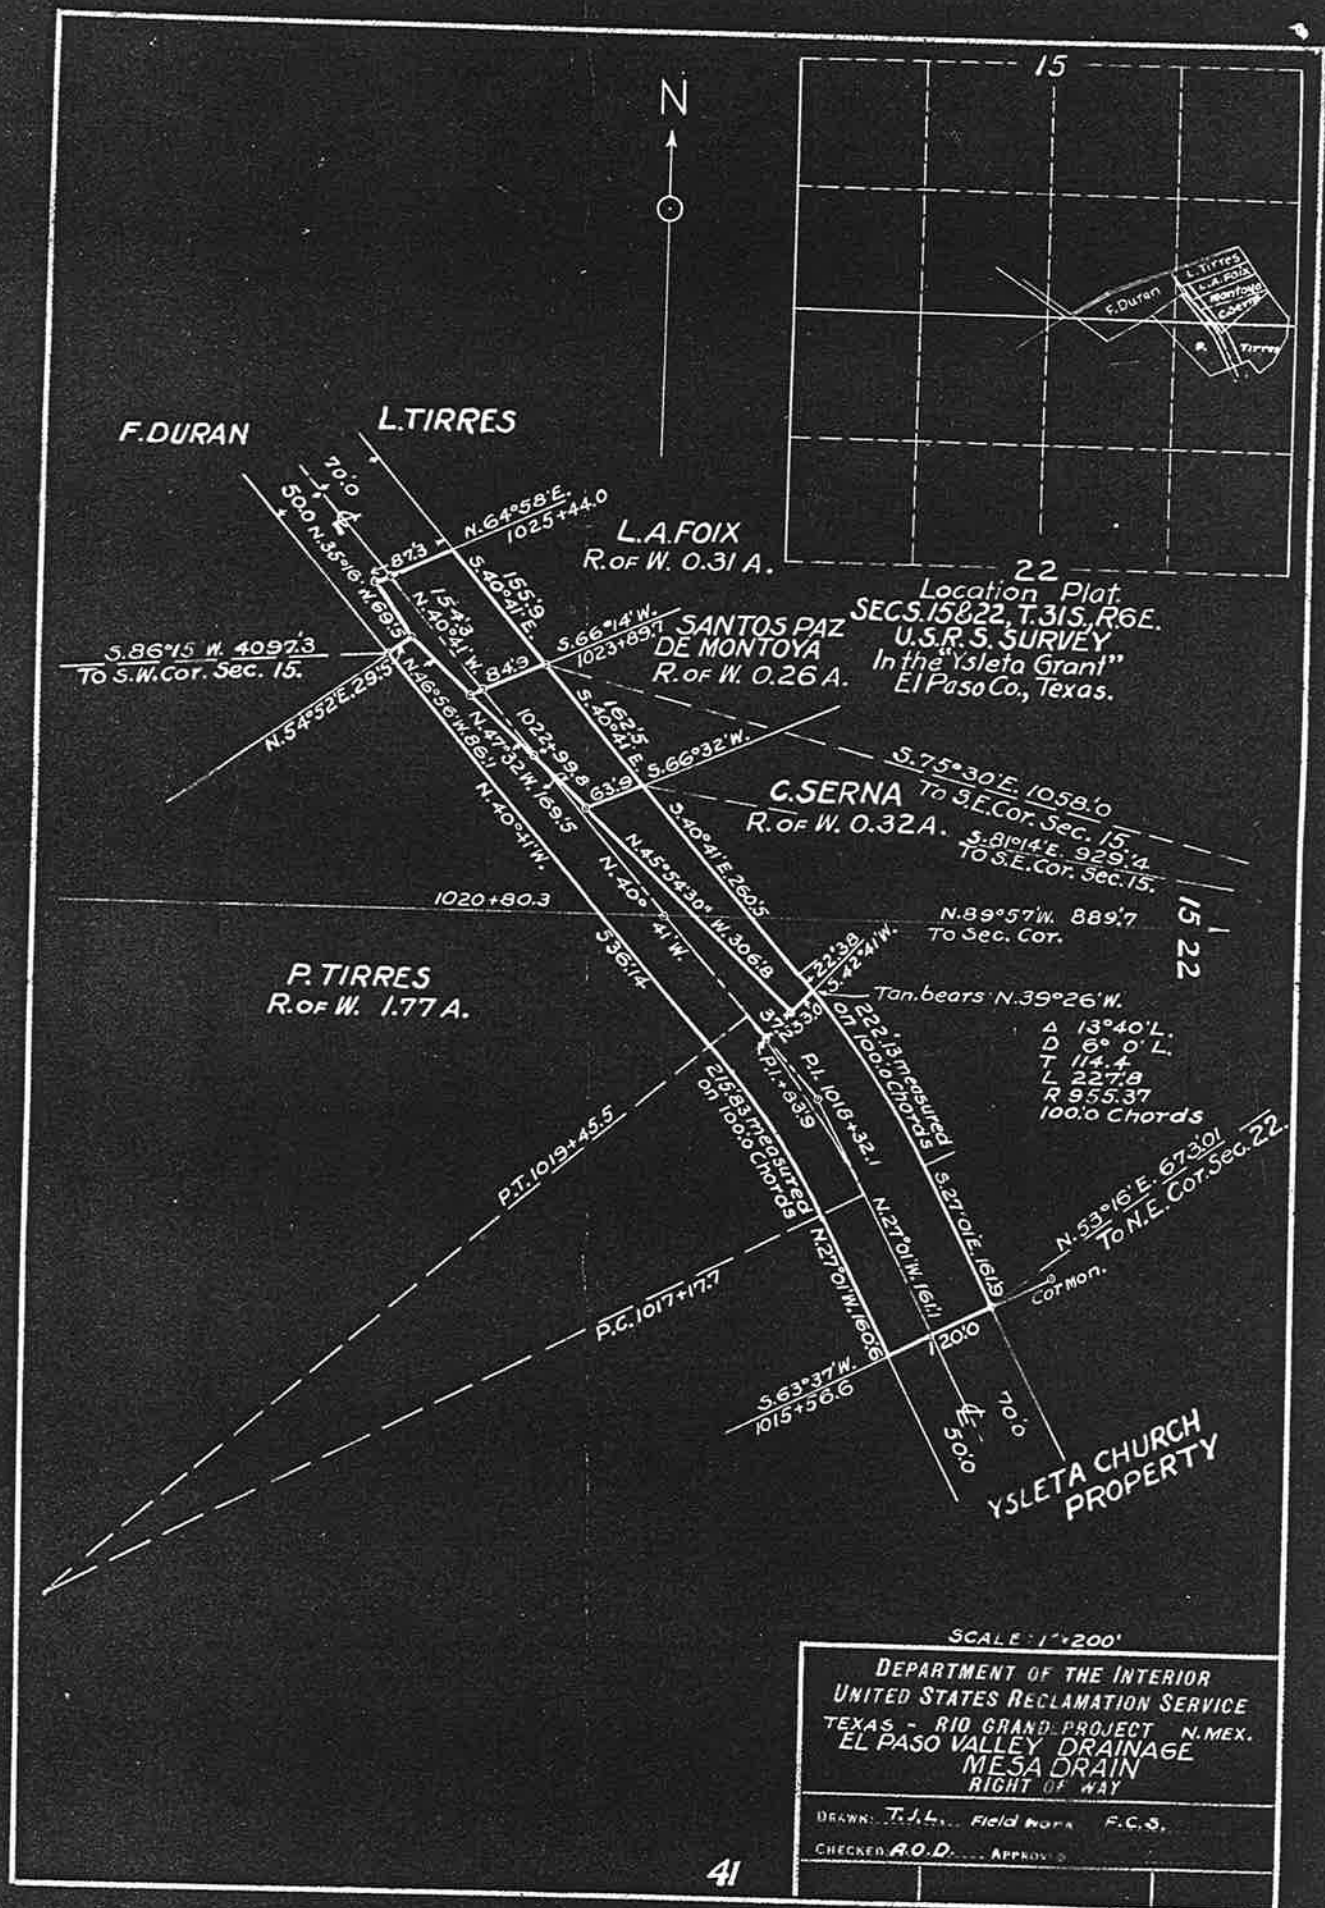 15
N
L. Tirres
L.A. Foix
Montoya
C. Serna
F. Duran
P. Tirres
22
Location Plat.
SECS. 15&22, T.31S., R6E.
U.S.R.S. SURVEY
In the "Ysleta Grant"
El Paso Co., Texas.
F. DURAN
L. TIRRES
70.0
50.0
N.35°16'W. 69.5
87.3
N.64°58'E.
1025+44.0
L.A. FOIX
R. OF W. 0.31 A.
155.9
S.40°41'E.
154.3
N.40°41'W.
S.66°14'W.
1023+89.7
SANTOS PAZ
DE MONTOYA
R. OF W. 0.26 A.
84.9
S.86°15'W. 4097.3
To S.W. Cor. Sec. 15.
N.54°52'E. 29.5
N.46°56'W. 86.1
N.47°32'W. 169.5
1022+99.8
162.5
S.40°41'E.
63.9
S.66°32'W.
C. SERNA
R. OF W. 0.32A.
S.75°30'E. 1058.0
To S.E. Cor. Sec. 15.
S.81°14'E. 929.4
To S.E. Cor. Sec. 15.
S.40°41'E. 260.5
N.45°54'30" W. 306.8
N.40°41'W.
N.40°41'W.
536.14
1020+80.3
N.89°57'W. 889.7
To Sec. Cor.
15
22
P. TIRRES
R. OF W. 1.77 A.
+22.38
S.42°41'W.
Tan. bears N.39°26'W.
Δ 13°40'L.
D 6° 0' L.
T 114.4
L 227.8
R 955.37
100.0 Chords
222.13 measured
on 100.0 Chords
P.I. +83.9
P.I. 1018+32.1
215.83 measured
on 100.0 Chords
P.T. 1019+45.5
P.C. 1017+17.7
N.27°01'W. 160.6
N.27°01'W. 161.1
S.27°01'E. 161.9
N.53°16'E. 673.01
To N.E. Cor. Sec. 22.
Cor Mon.
120.0
S.63°37'W.
1015+56.6
50.0
70.0
YSLETA CHURCH
PROPERTY
SCALE: 1"=200'
DEPARTMENT OF THE INTERIOR
UNITED STATES RECLAMATION SERVICE
TEXAS - RIO GRAND PROJECT N.MEX.
EL PASO VALLEY DRAINAGE
MESA DRAIN
RIGHT OF WAY
DRAWN: T.J.L. Field Work F.C.S.
CHECKED: A.O.D. APPROVED
41